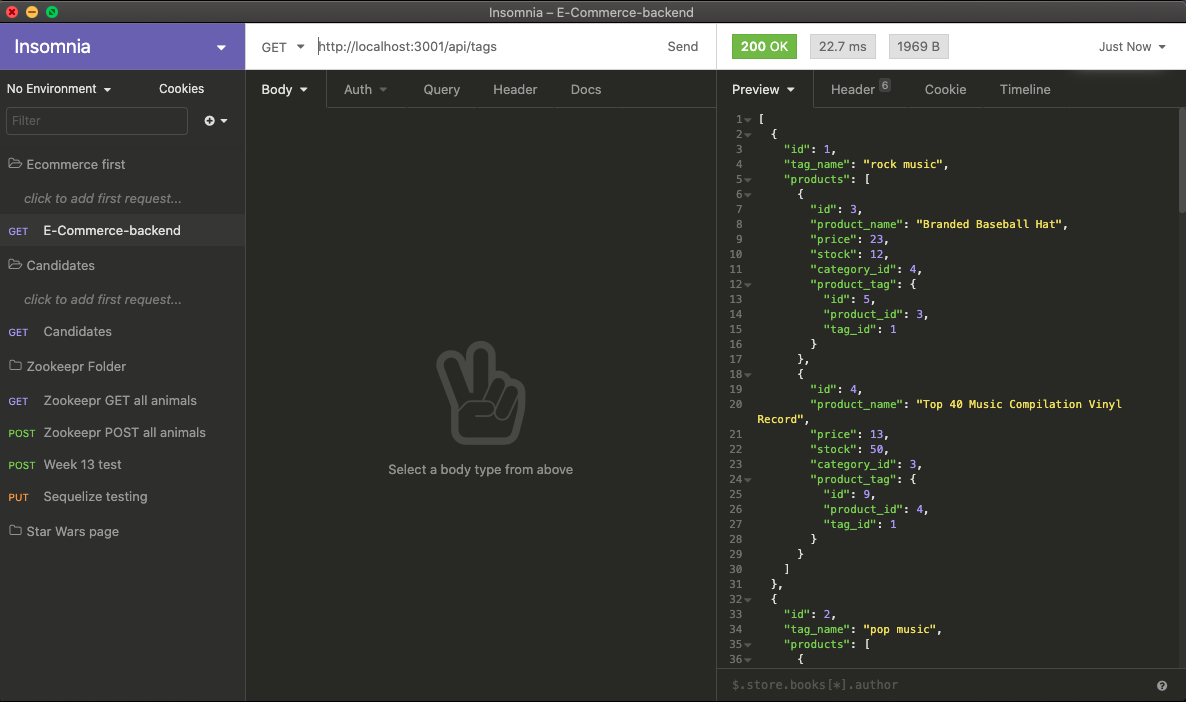 Insomnia – E-Commerce-backend
Insomnia
GET http://localhost:3001/api/tags Send
200 OK 22.7 ms 1969 B Just Now
No Environment Cookies
Body Auth Query Header Docs
Preview Header 6 Cookie Timeline
Filter
Ecommerce first
click to add first request...
GET E-Commerce-backend
Candidates
click to add first request...
GET Candidates
Zookeepr Folder
GET Zookeepr GET all animals
POST Zookeepr POST all animals
POST Week 13 test
PUT Sequelize testing
Star Wars page
Select a body type from above
1 [
2 {
3 "id": 1,
4 "tag_name": "rock music",
5 "products": [
6 {
7 "id": 3,
8 "product_name": "Branded Baseball Hat",
9 "price": 23,
10 "stock": 12,
11 "category_id": 4,
12 "product_tag": {
13 "id": 5,
14 "product_id": 3,
15 "tag_id": 1
16 }
17 },
18 {
19 "id": 4,
20 "product_name": "Top 40 Music Compilation Vinyl
Record",
21 "price": 13,
22 "stock": 50,
23 "category_id": 3,
24 "product_tag": {
25 "id": 9,
26 "product_id": 4,
27 "tag_id": 1
28 }
29 }
30 ]
31 },
32 {
33 "id": 2,
34 "tag_name": "pop music",
35 "products": [
36 {
$.store.books[*].author